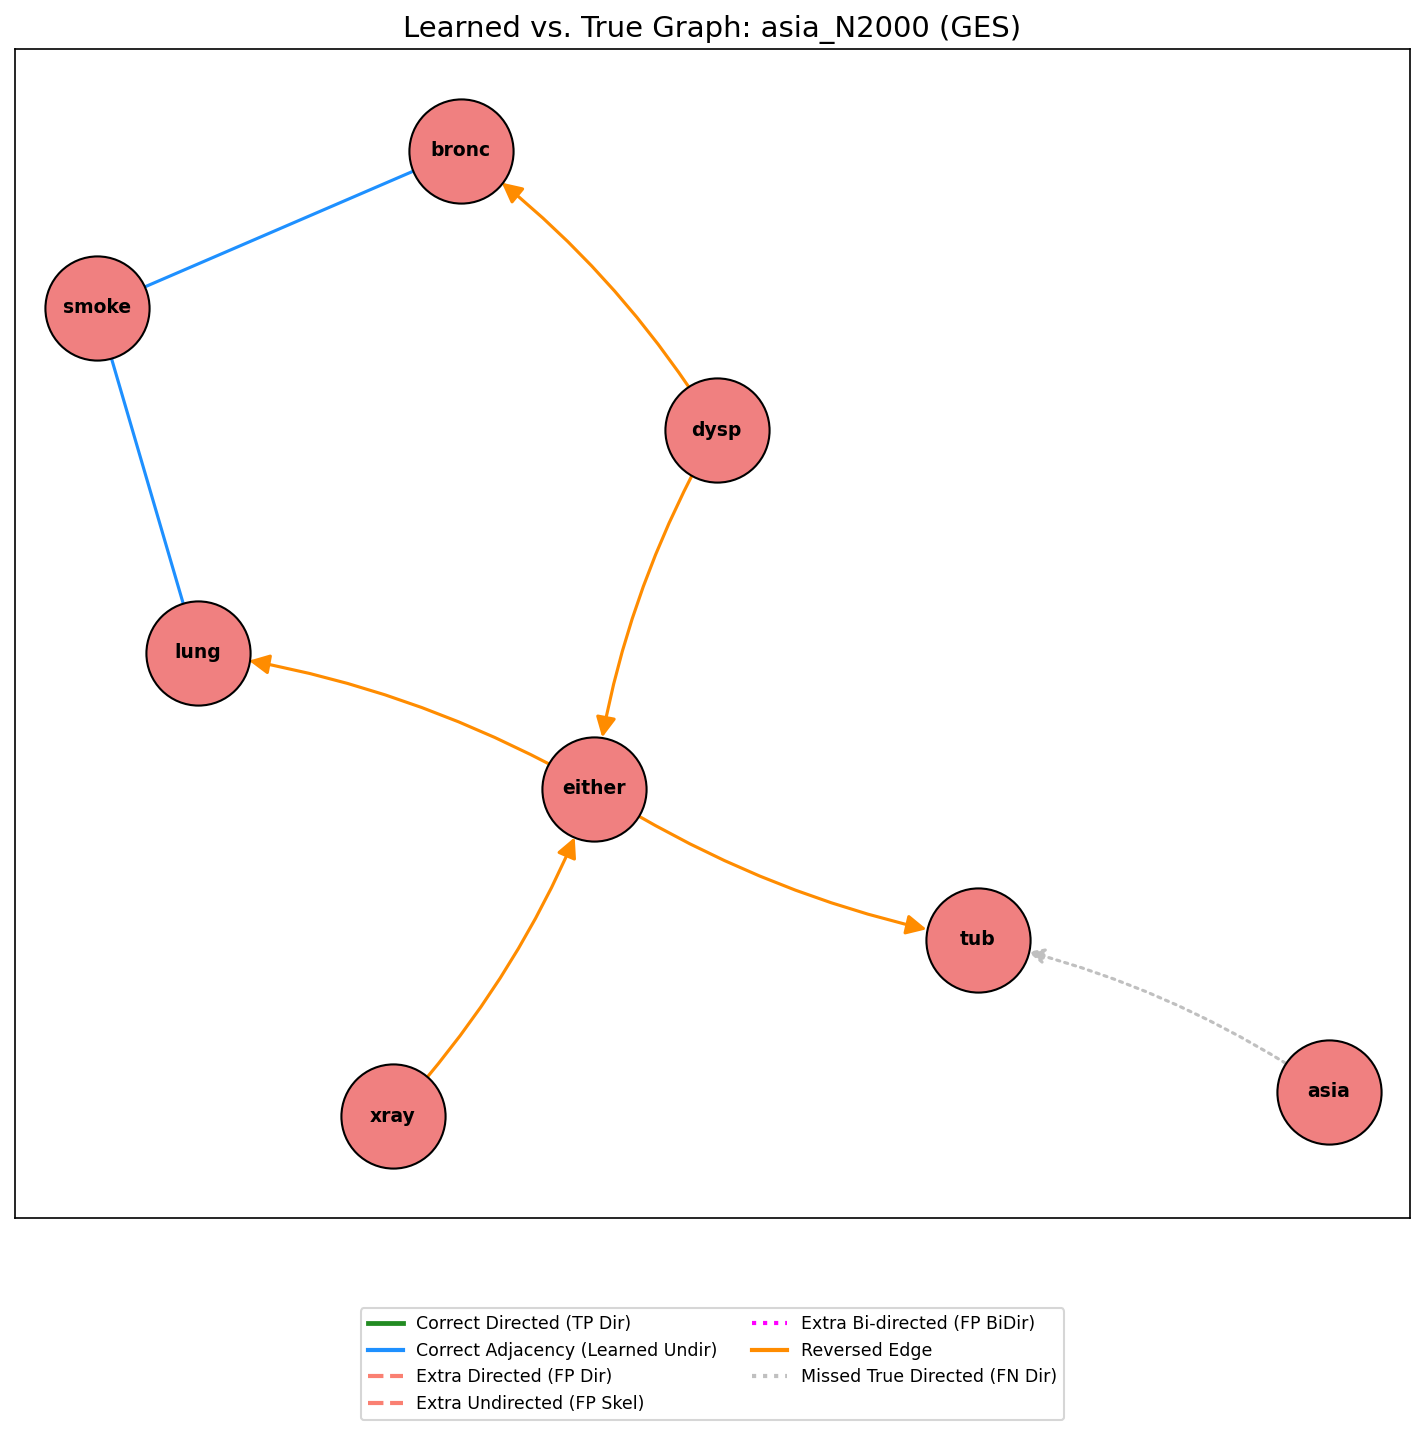 Learned vs. True Graph: asia_N2000 (GES)
bronc
smoke
dysp
lung
either
tub
xray
asia
Correct Directed (TP Dir)
Correct Adjacency (Learned Undir)
Extra Directed (FP Dir)
Extra Undirected (FP Skel)
Extra Bi-directed (FP BiDir)
Reversed Edge
Missed True Directed (FN Dir)